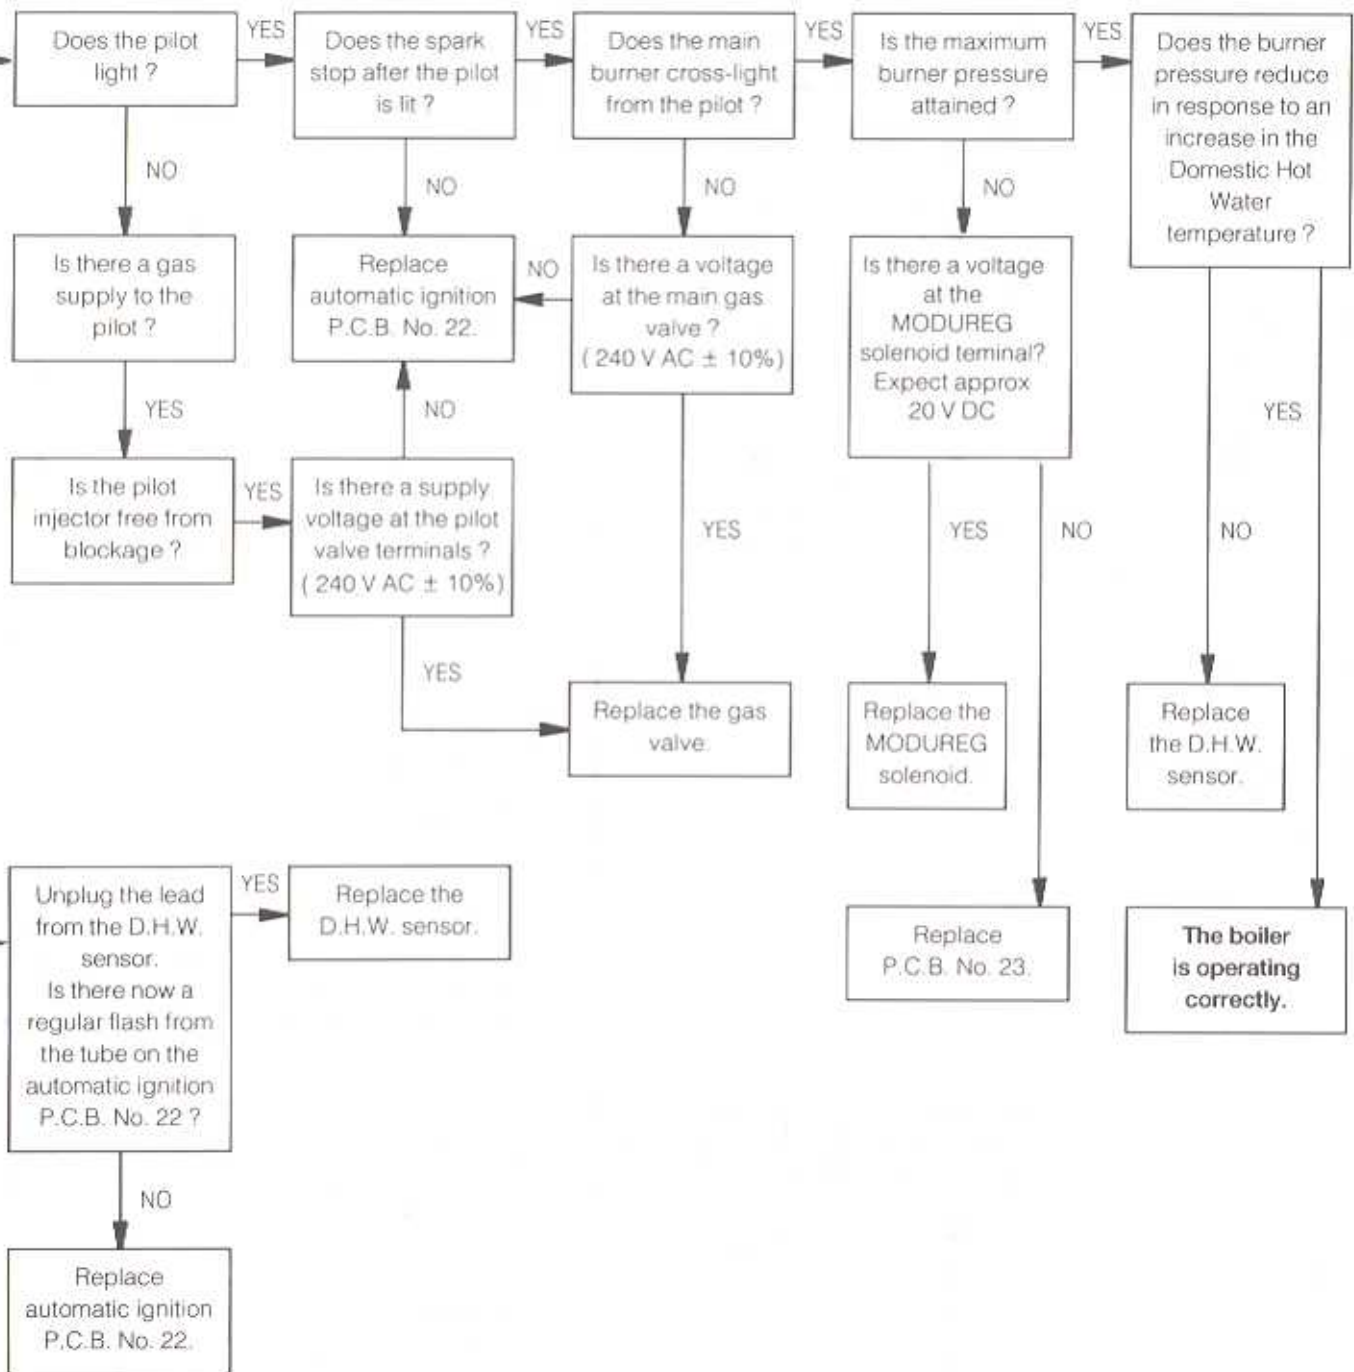 Does the pilot
light ?
YES
Does the spark
stop after the pilot
is lit ?
YES
Does the main
burner cross-light
from the pilot ?
YES
Is the maximum
burner pressure
attained ?
YES
Does the burner
pressure reduce
in response to an
increase in the
Domestic Hot
Water
temperature ?
NO
NO
NO
NO
Is there a gas
supply to the
pilot ?
Replace
automatic ignition
P.C.B. No. 22.
NO
Is there a voltage
at the main gas
valve ?
( 240 V AC ± 10%)
Is there a voltage
at the
MODUREG
solenoid teminal?
Expect approx
20 V DC
YES
NO
YES
Is the pilot
injector free from
blockage ?
YES
Is there a supply
voltage at the pilot
valve terminals ?
( 240 V AC ± 10%)
YES
YES
NO
NO
YES
Replace the gas
valve.
Replace the
MODUREG
solenoid.
Replace
the D.H.W.
sensor.
Unplug the lead
from the D.H.W.
sensor.
Is there now a
regular flash from
the tube on the
automatic ignition
P.C.B. No. 22 ?
YES
Replace the
D.H.W. sensor.
Replace
P.C.B. No. 23.
The boiler
is operating
correctly.
NO
Replace
automatic ignition
P.C.B. No. 22.